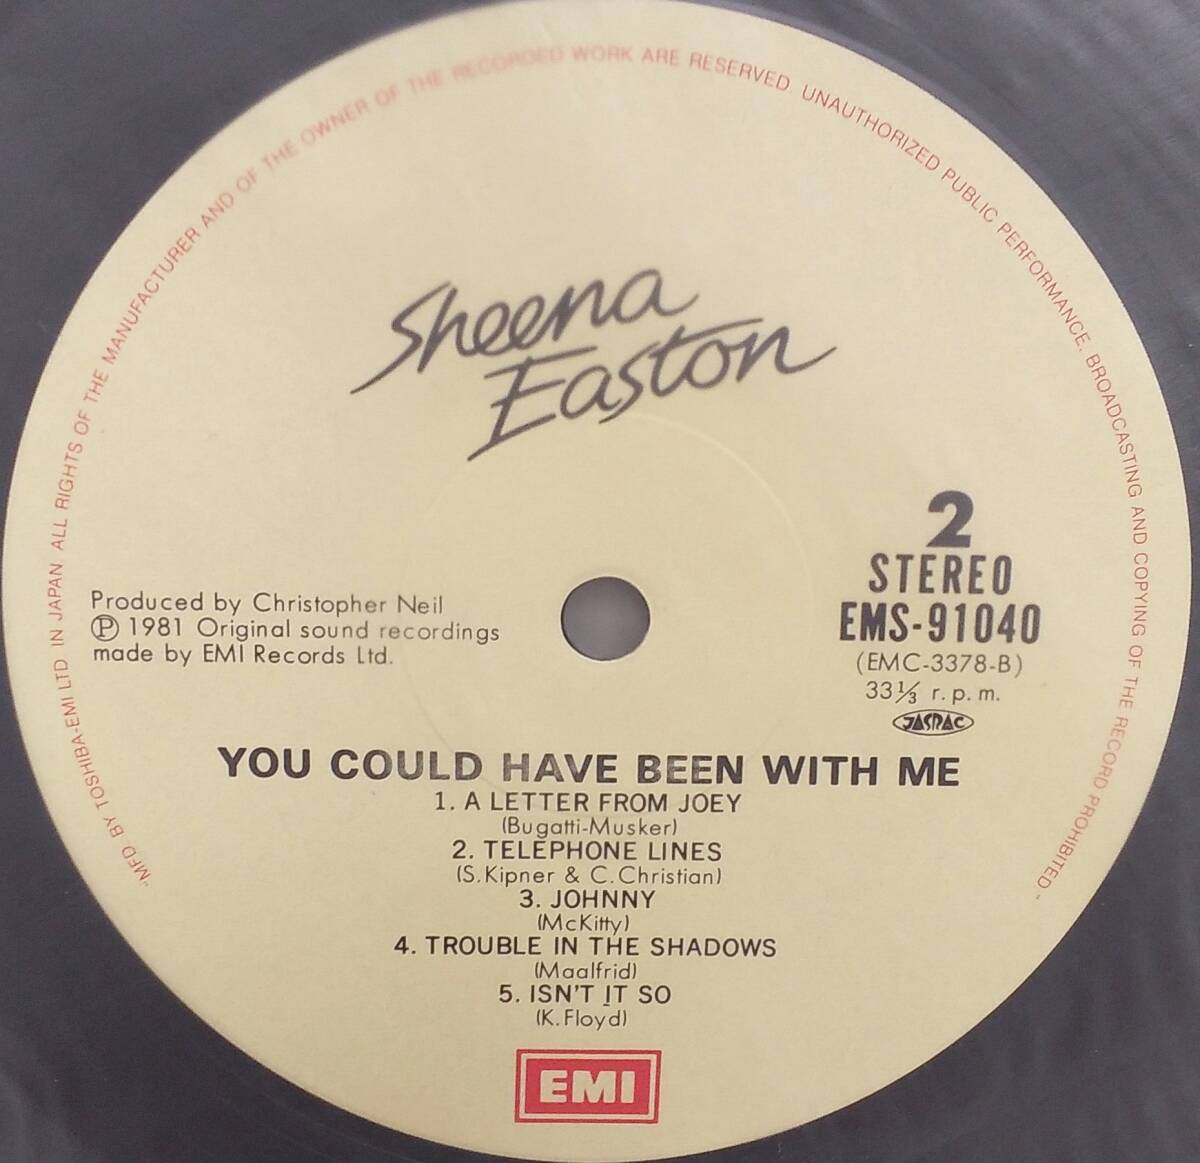 "MFD BY TOSHIBA-EMI LTD IN JAPAN. ALL RIGHTS OF THE MANUFACTURER AND OF THE OWNER OF THE RECORDED WORK ARE RESERVED. UNAUTHORIZED PUBLIC PERFORMANCE, BROADCASTING AND COPYING OF THE RECORD PROHIBITED."
Sheena
Easton
Produced by Christopher Neil
Ⓟ 1981 Original sound recordings
made by EMI Records Ltd.
2
STEREO
EMS-91040
(EMC-3378-B)
33⅓ r.p.m.
JASRAC
YOU COULD HAVE BEEN WITH ME
1. A LETTER FROM JOEY
(Bugatti-Musker)
2. TELEPHONE LINES
(S.Kipner & C.Christian)
3. JOHNNY
(McKitty)
4. TROUBLE IN THE SHADOWS
(Maalfrid)
5. ISN'T IT SO
(K.Floyd)
EMI